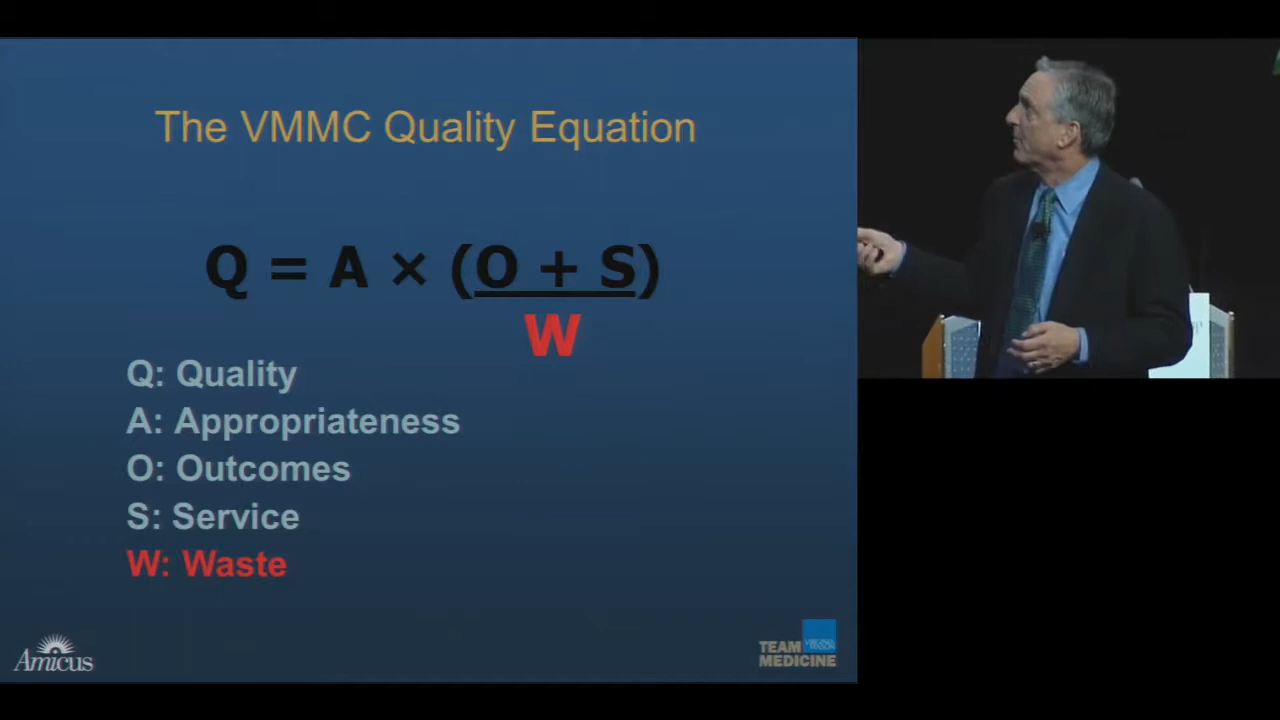 The VMMC Quality Equation
Q = A × (O + S)
W
Q: Quality
A: Appropriateness
O: Outcomes
S: Service
W: Waste
Amicus
TEAM
MEDICINE